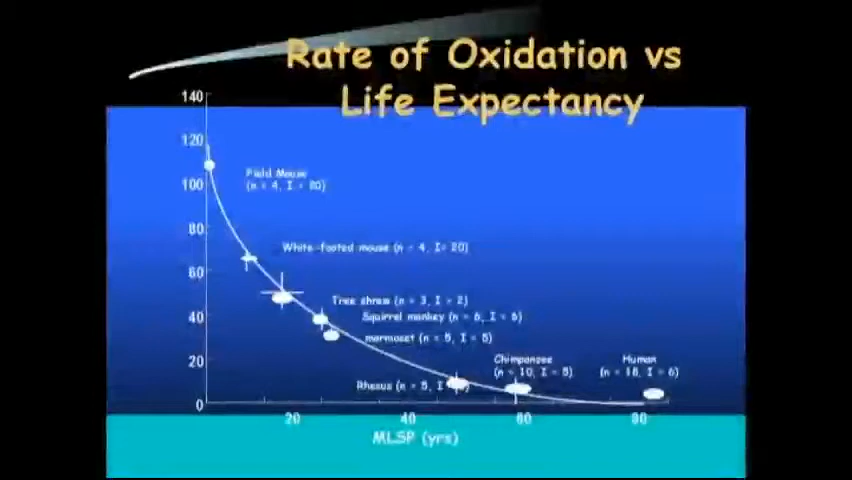 Rate of Oxidation vs
Life Expectancy
140
120
100
80
60
40
20
0
Field Mouse
(n = 4, I = 20)
White-footed mouse (n = 4, I= 20)
Tree shrew (n = 3, I = 2)
Squirrel monkey (n = 6, I = 6)
marmoset (n = 5, I = 5)
Chimpanzee
(n = 10, I = 5)
Human
(n = 18, I = 6)
Rhesus (n = 5, I
20
40
60
80
MLSP (yrs)